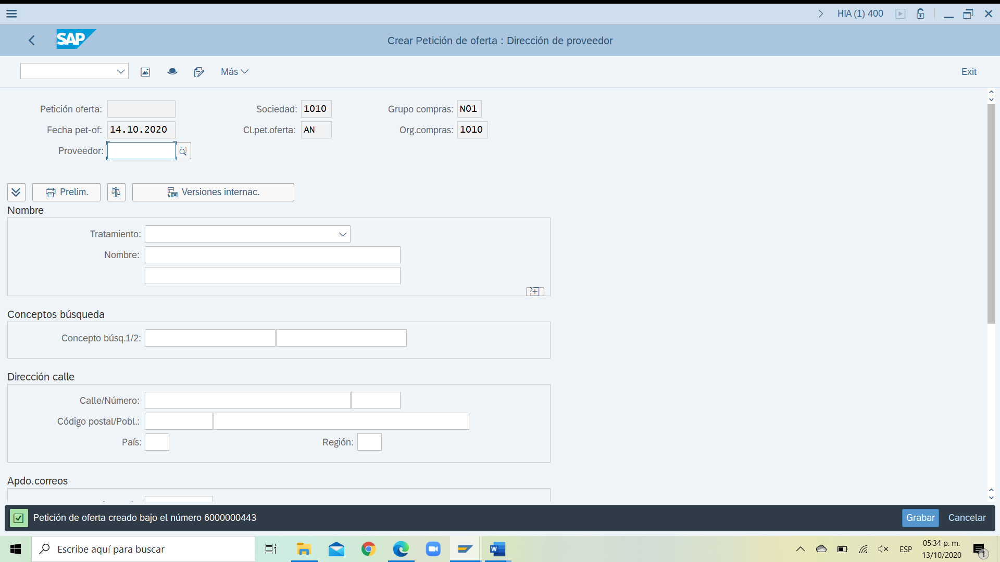 HIA (1) 400
SAP
Crear Petición de oferta : Dirección de proveedor
Más
Exit
Petición oferta:
Sociedad: 1010
Grupo compras: N01
Fecha pet-of: 14.10.2020
Cl.pet.oferta: AN
Org.compras: 1010
Proveedor:
Prelim.
Versiones internac.
Nombre
Tratamiento:
Nombre:
Conceptos búsqueda
Concepto búsq.1/2:
Dirección calle
Calle/Número:
Código postal/Pobl.:
País:
Región:
Apdo.correos
Petición de oferta creado bajo el número 6000000443
Grabar
Cancelar
Escribe aquí para buscar
W
ESP
05:34 p. m.
13/10/2020
1